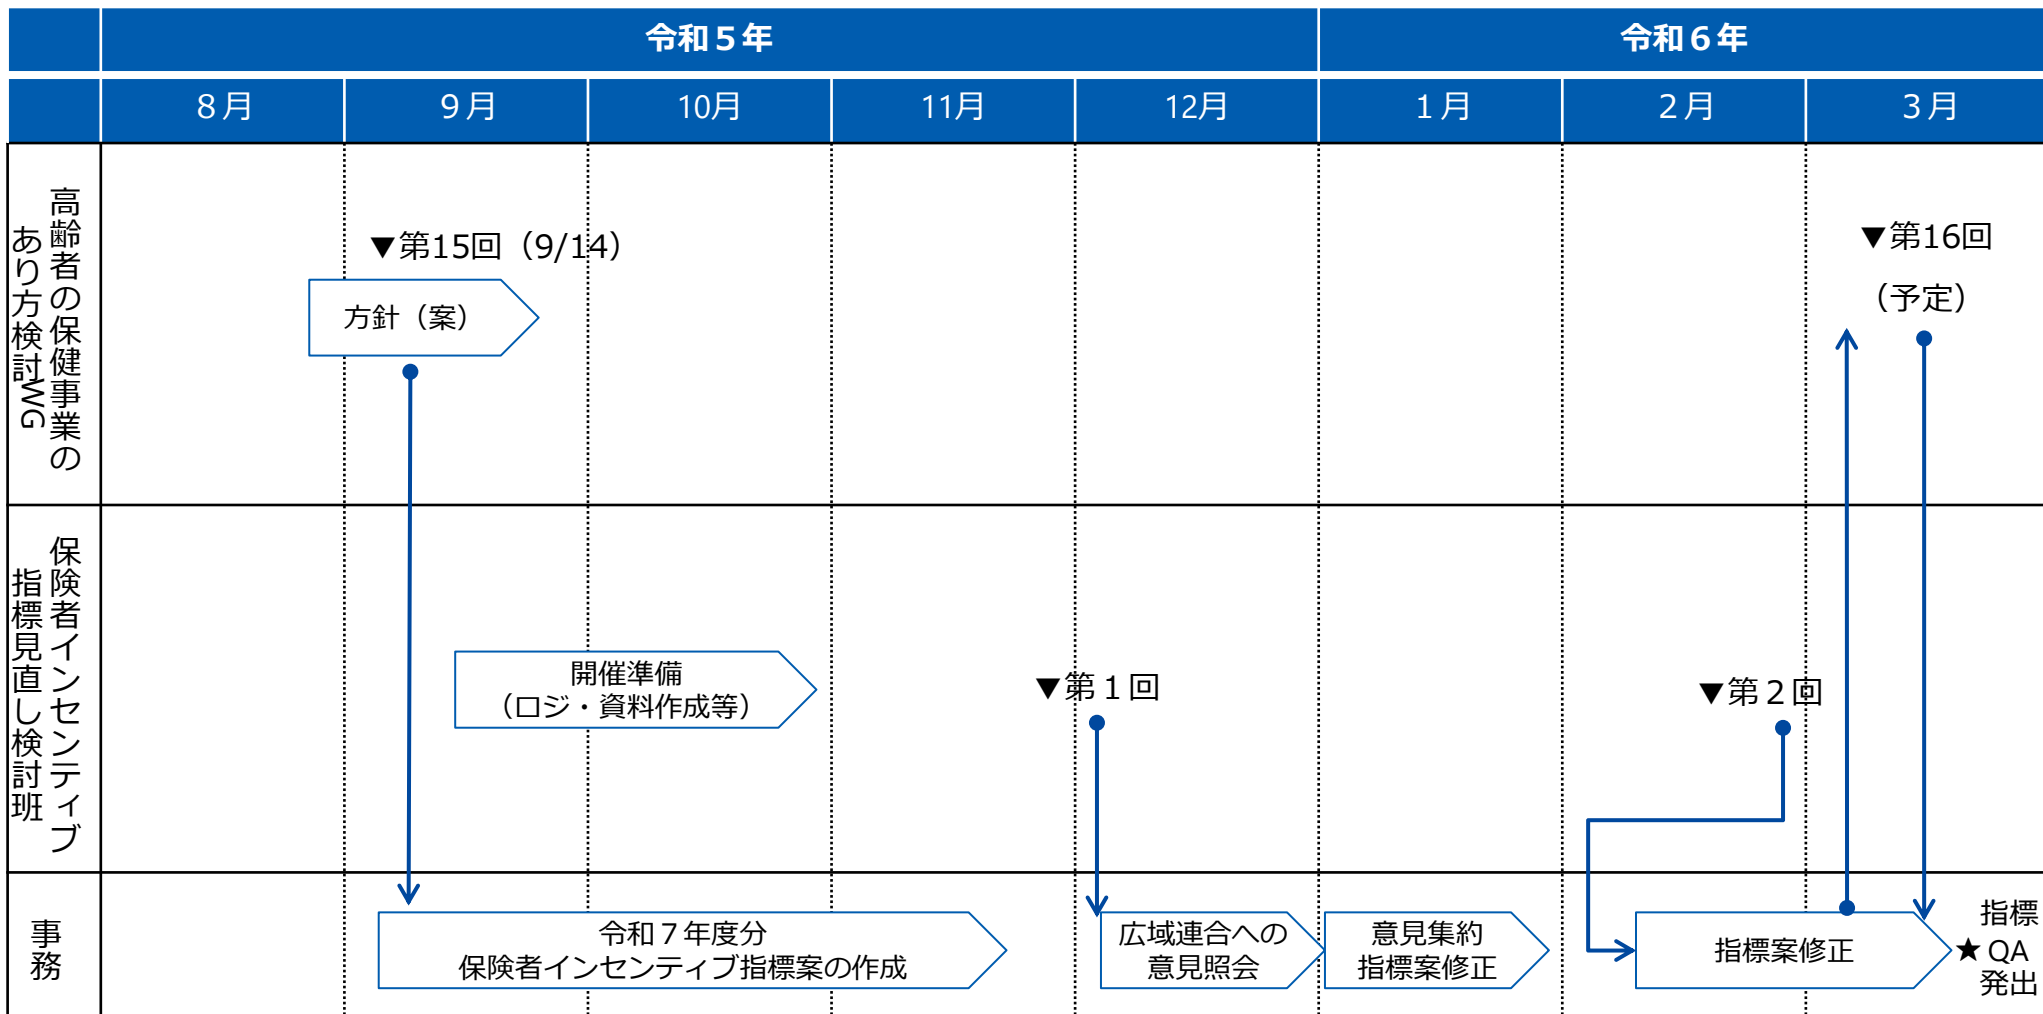 令和５年
令和６年
８月
９月
10月
11月
12月
１月
２月
３月
高齢者の保健事業の
あり方検討WG
▼第15回（9/14）
方針（案）
▼第16回
（予定）
保険者インセンティブ
指標見直し検討班
開催準備
（ロジ・資料作成等）
▼第１回
▼第２回
事務
令和７年度分
保険者インセンティブ指標案の作成
広域連合への
意見照会
意見集約
指標案修正
指標案修正
指標
★QA
発出